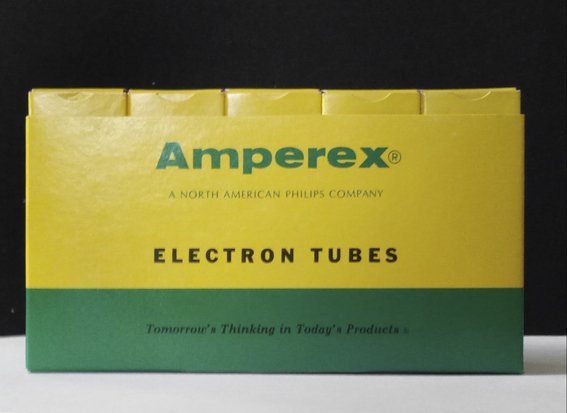 Amperex®
A NORTH AMERICAN PHILIPS COMPANY
ELECTRON TUBES
Tomorrow's Thinking in Today's Products ®